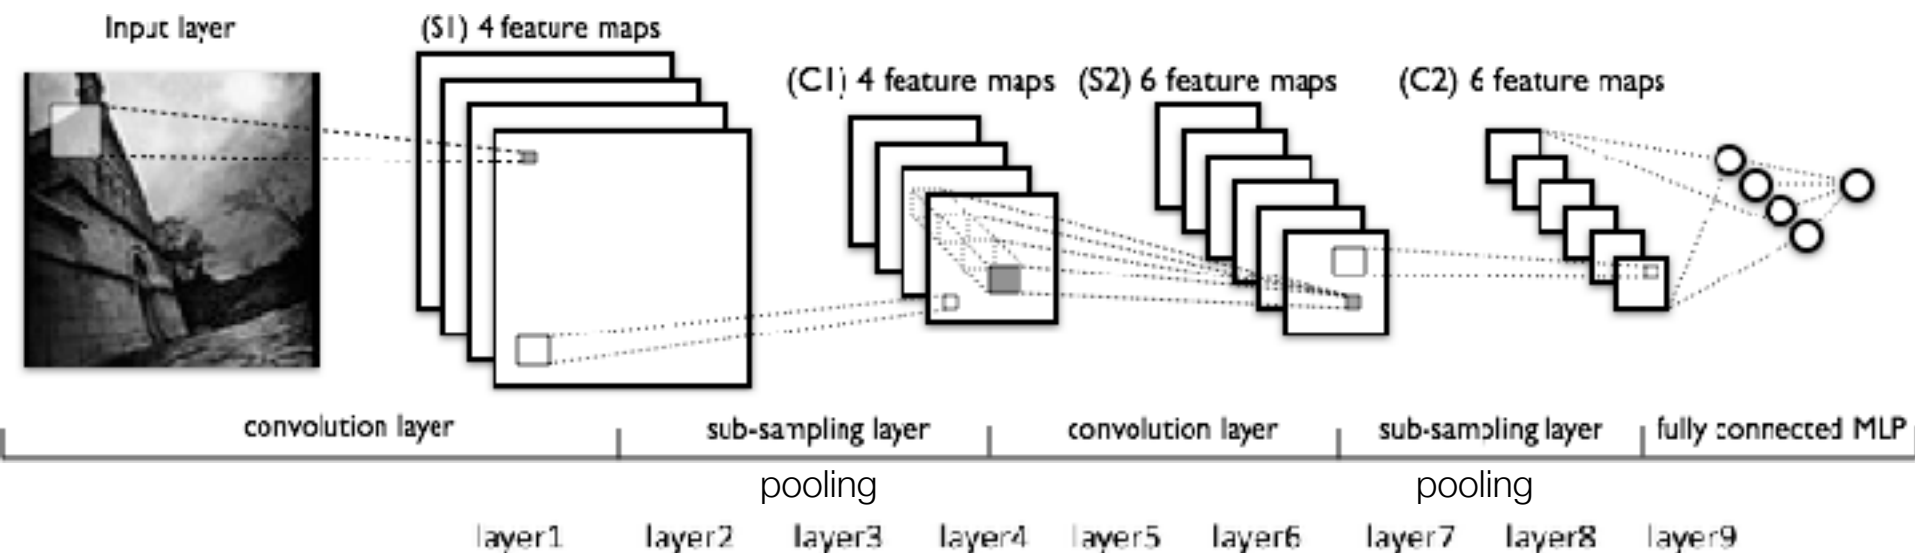 Input layer
(S1) 4 feature maps
(C1) 4 feature maps
(S2) 6 feature maps
(C2) 6 feature maps
convolution layer
sub-sampling layer
convolution layer
sub-sampling layer
fully connected MLP
pooling
pooling
layer1
layer2
layer3
layer4
layer5
layer6
layer7
layer8
layer9